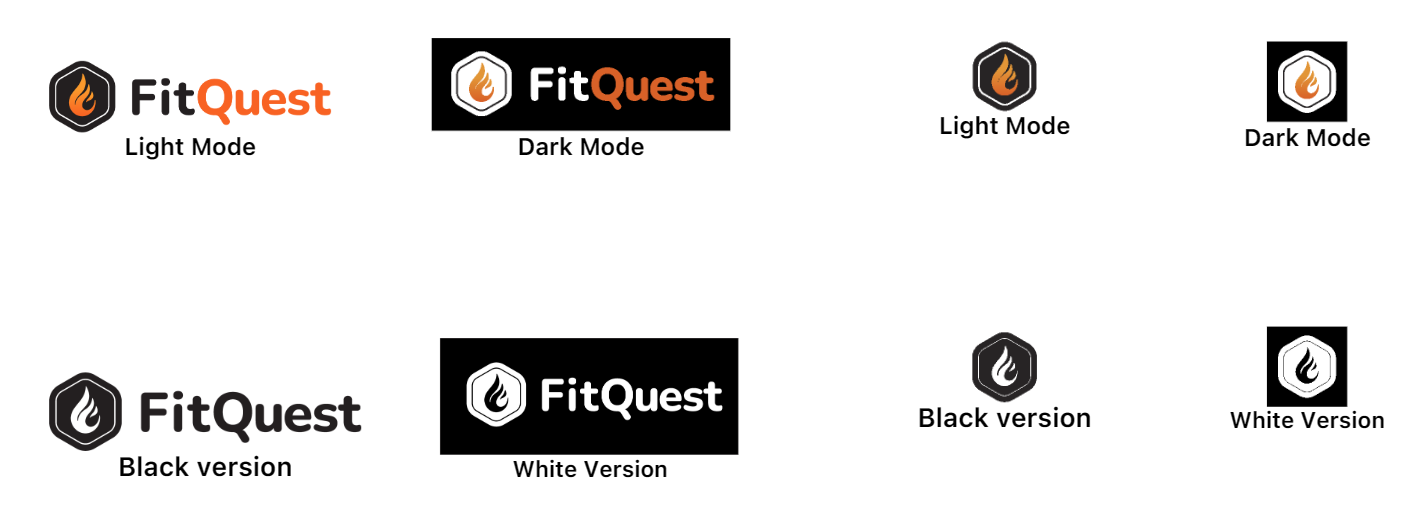 FitQuest
Light Mode
FitQuest
Dark Mode
Light Mode
Dark Mode
FitQuest
Black version
FitQuest
White Version
Black version
White Version